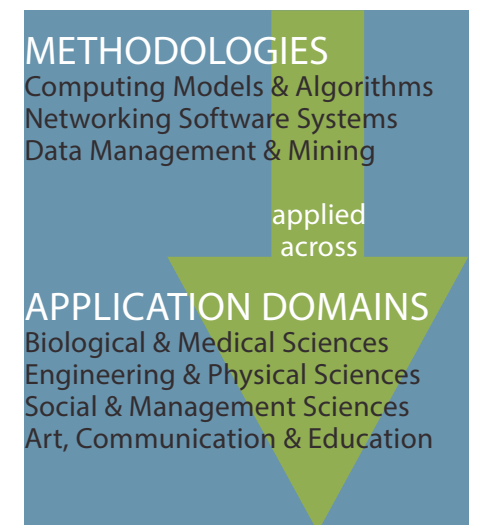 METHODOLOGIES
Computing Models & Algorithms
Networking Software Systems
Data Management & Mining
applied
across
APPLICATION DOMAINS
Biological & Medical Sciences
Engineering & Physical Sciences
Social & Management Sciences
Art, Communication & Education